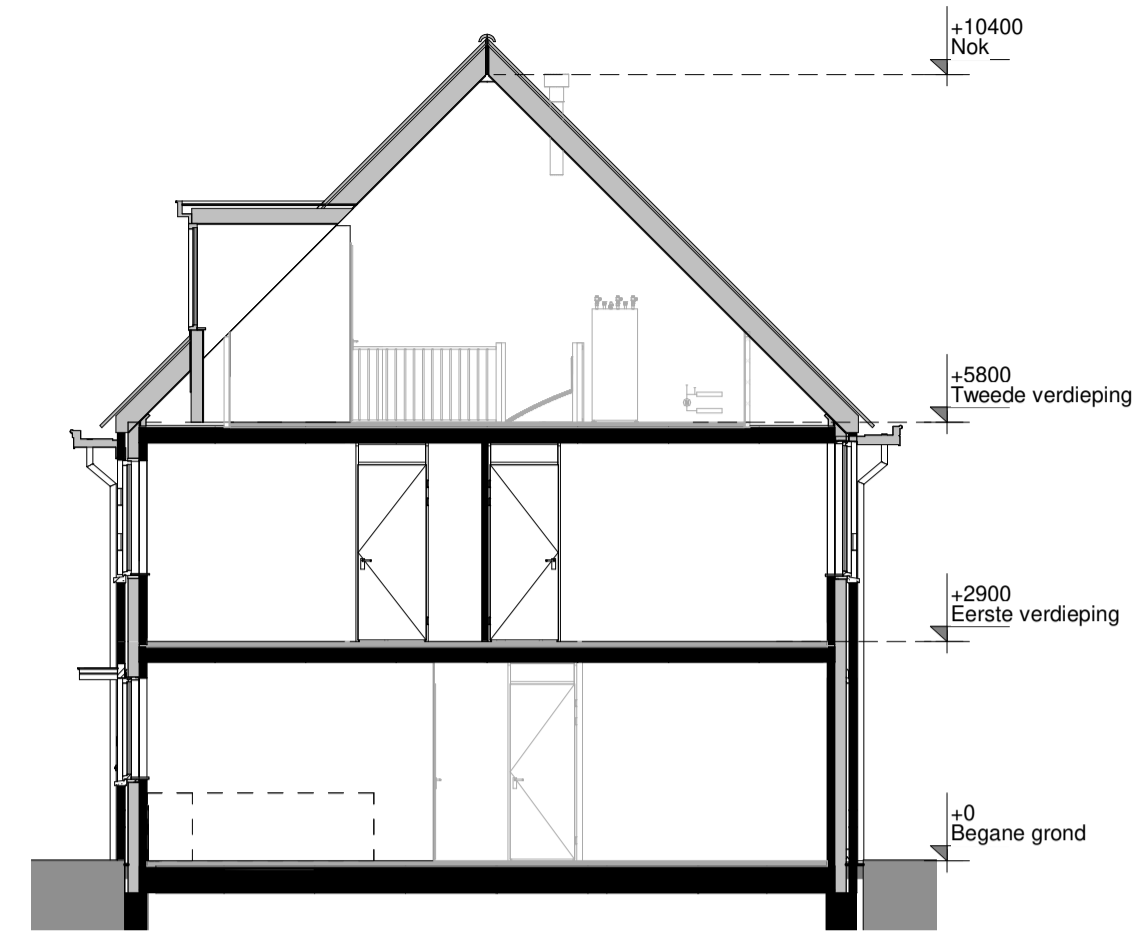 +10400
Nok
+5800
Tweede verdieping
+2900
Eerste verdieping
+0
Begane grond